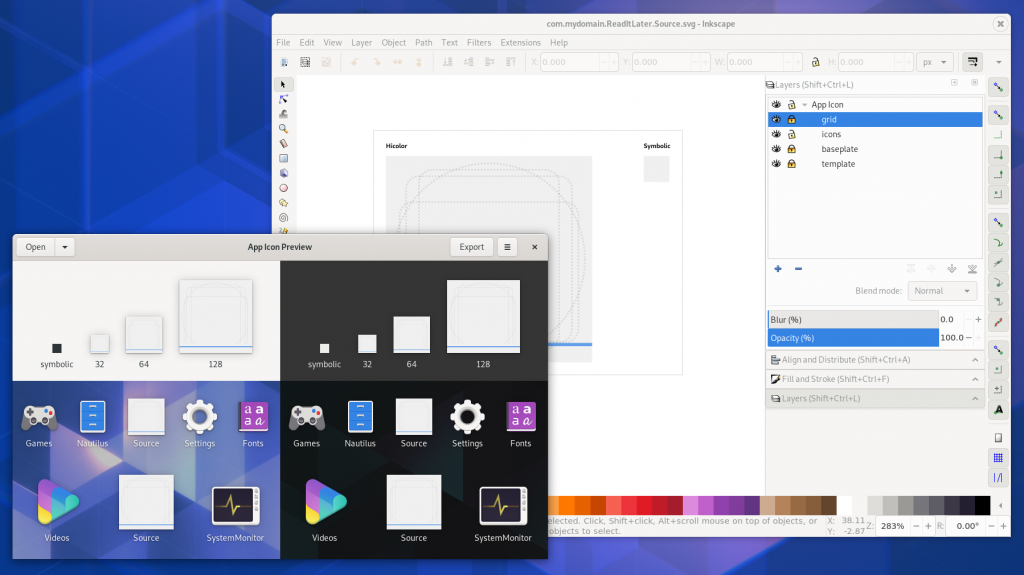 com.mydomain.ReadItLater.Source.svg - Inkscape
File Edit View Layer Object Path Text Filters Extensions Help
X: 0.000 Y: 0.000 W: 0.000 H: 0.000 px
Layers (Shift+Ctrl+L)
App Icon
grid
icons
baseplate
template
Hicolor
Symbolic
Blend mode: Normal
Blur (%) 0.0
Opacity (%) 100.0
Align and Distribute (Shift+Ctrl+A)
Fill and Stroke (Shift+Ctrl+F)
Layers (Shift+Ctrl+L)
elected. Click, Shift+click, Alt+scroll mouse on top of objects, or
objects to select.
X: 38.11
Y: -2.87
Z: 283% R: 0.00°
Open App Icon Preview Export
symbolic 32 64 128
symbolic 32 64 128
Games Nautilus Source Settings Fonts
Games Nautilus Source Settings Fonts
Videos Source SystemMonitor
Videos Source SystemMonitor